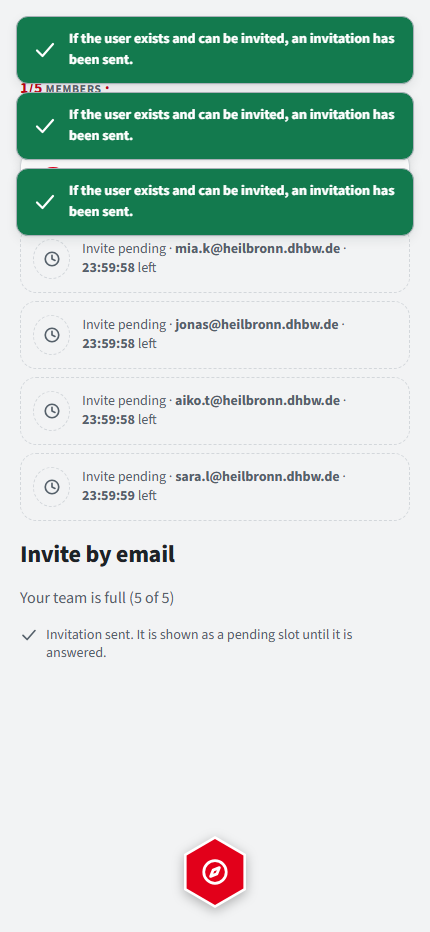 If the user exists and can be invited, an invitation has
been sent.
1/5 MEMBERS ·
If the user exists and can be invited, an invitation has
been sent.
If the user exists and can be invited, an invitation has
been sent.
Invite pending · mia.k@heilbronn.dhbw.de ·
23:59:58 left
Invite pending · jonas@heilbronn.dhbw.de ·
23:59:58 left
Invite pending · aiko.t@heilbronn.dhbw.de ·
23:59:58 left
Invite pending · sara.l@heilbronn.dhbw.de ·
23:59:59 left
Invite by email
Your team is full (5 of 5)
Invitation sent. It is shown as a pending slot until it is
answered.